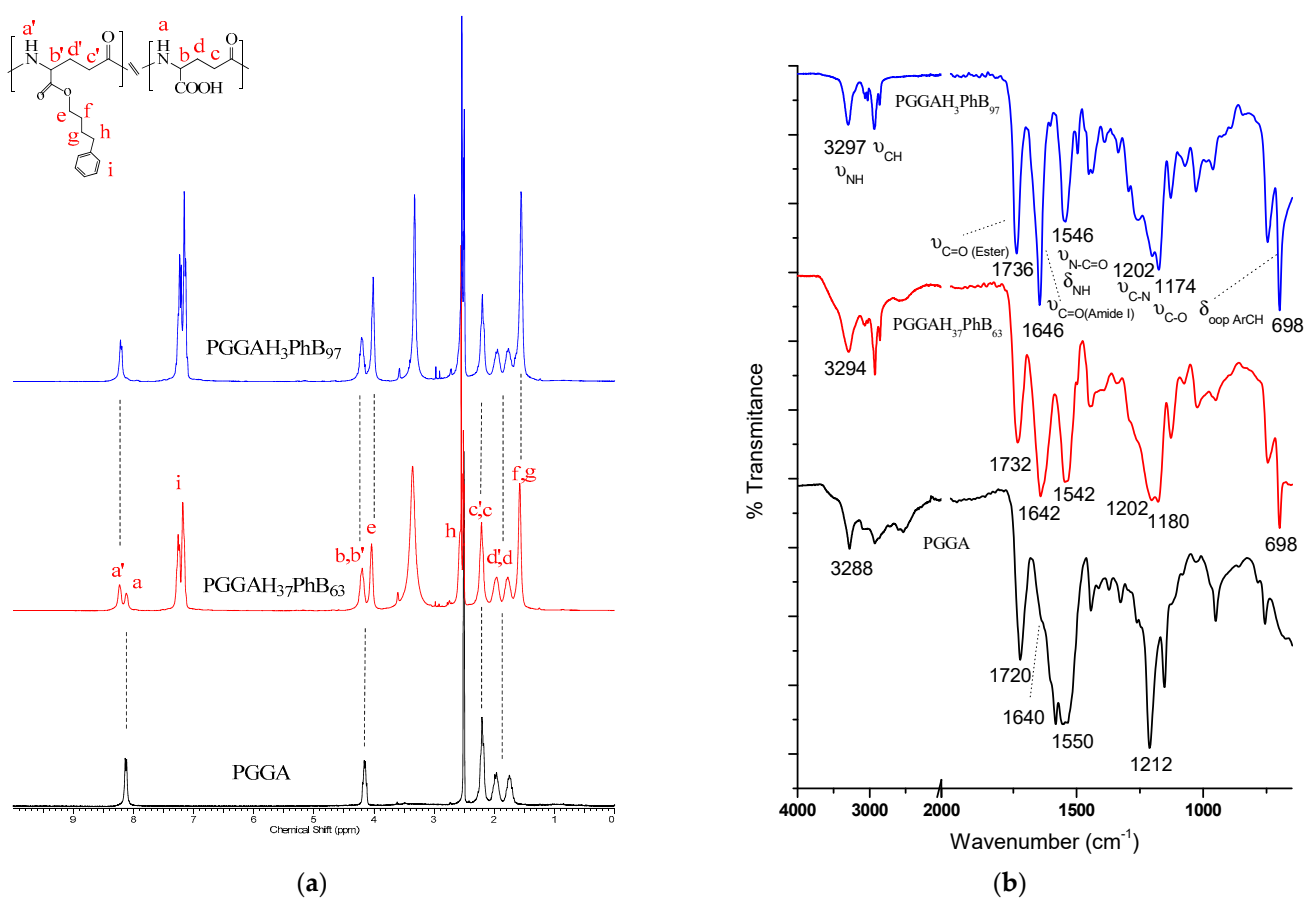 a'
H
N
b'
d'
c'
O
a
H
N
b
d
c
O
COOH
O
O
e
f
g
h
i
PGGAH3PhB97
i
a'
a
b,b'
e
h
c',c
d',d
f,g
PGGAH37PhB63
PGGA
8 7 6 5 4 3 2 1 0
Chemical Shift (ppm)
(a)
% Transmitance
PGGAH3PhB97
3297
υNH
υCH
υC=O (Ester)
1736
1646
υC=O(Amide I)
1546
υN-C=O
δNH
1202
υC-N
1174
υC-O
δoop ArCH
698
PGGAH37PhB63
3294
1732
1642
1542
1202
1180
698
PGGA
3288
1720
1640
1550
1212
4000 3000 2000 1500 1000
Wavenumber (cm-1)
(b)